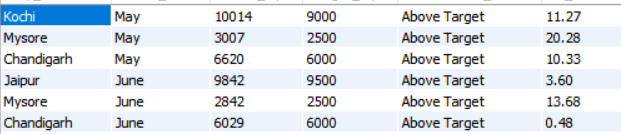 Kochi May 10014 9000 Above Target 11.27
Mysore May 3007 2500 Above Target 20.28
Chandigarh May 6620 6000 Above Target 10.33
Jaipur June 9842 9500 Above Target 3.60
Mysore June 2842 2500 Above Target 13.68
Chandigarh June 6029 6000 Above Target 0.48